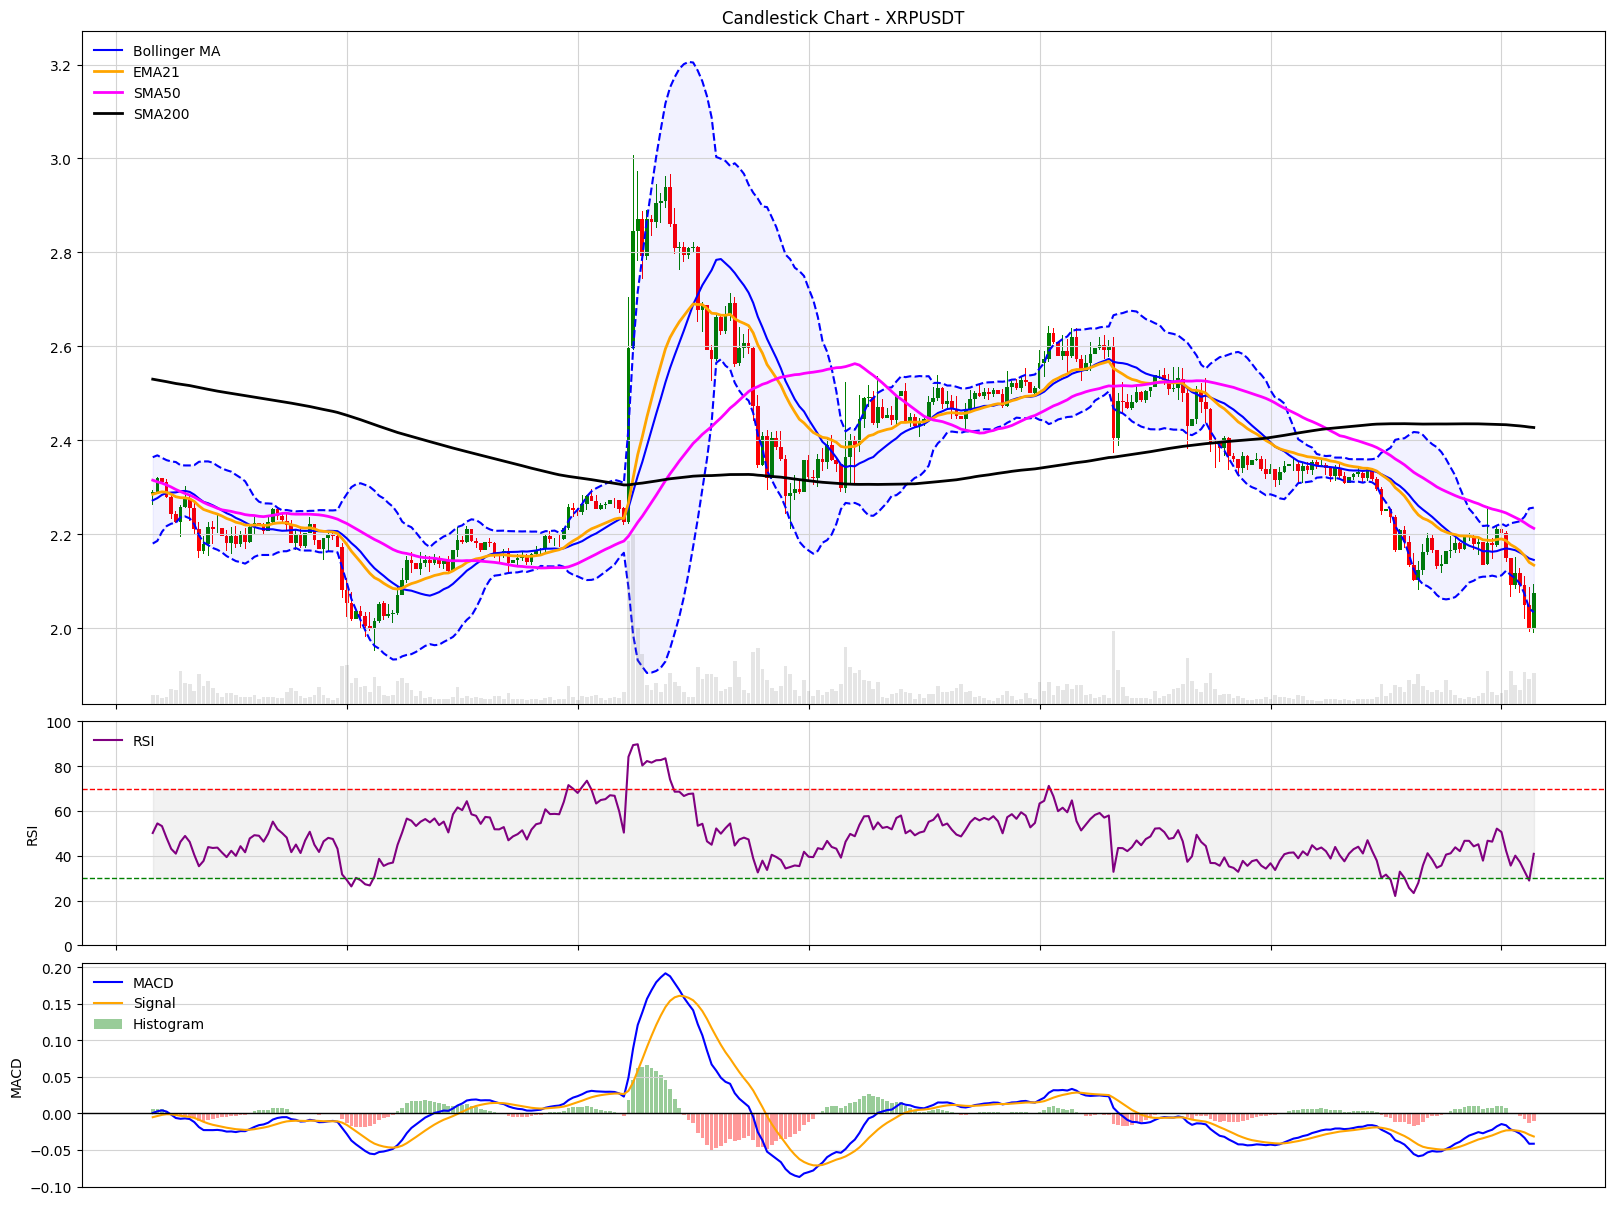 Candlestick Chart - XRPUSDT
Bollinger MA
EMA21
SMA50
SMA200
3.2
3.0
2.8
2.6
2.4
2.2
2.0
RSI
RSI
100
80
60
40
20
0
MACD
MACD
Signal
Histogram
0.20
0.15
0.10
0.05
0.00
−0.05
−0.10